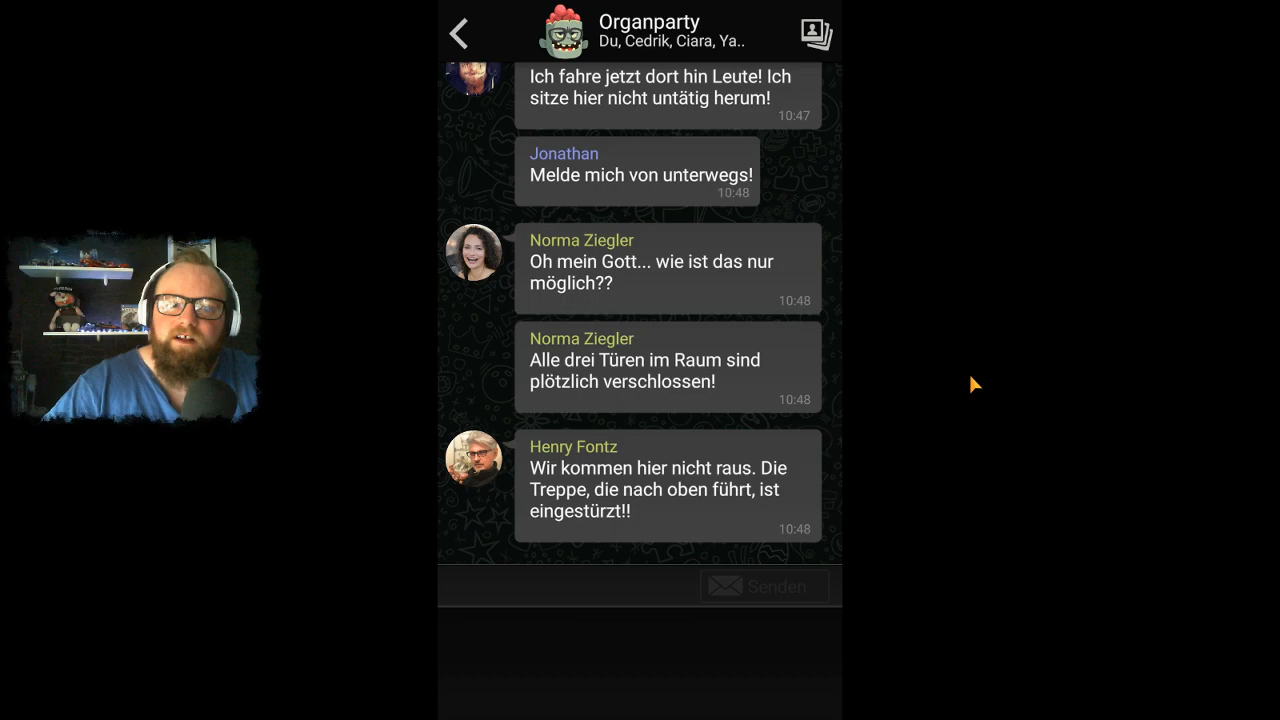 Organparty
Du, Cedrik, Ciara, Ya..
Ich fahre jetzt dort hin Leute! Ich
sitze hier nicht untätig herum!
10:47
Jonathan
Melde mich von unterwegs!
10:48
Norma Ziegler
Oh mein Gott... wie ist das nur
möglich??
10:48
Norma Ziegler
Alle drei Türen im Raum sind
plötzlich verschlossen!
10:48
Henry Fontz
Wir kommen hier nicht raus. Die
Treppe, die nach oben führt, ist
eingestürzt!!
10:48
Senden